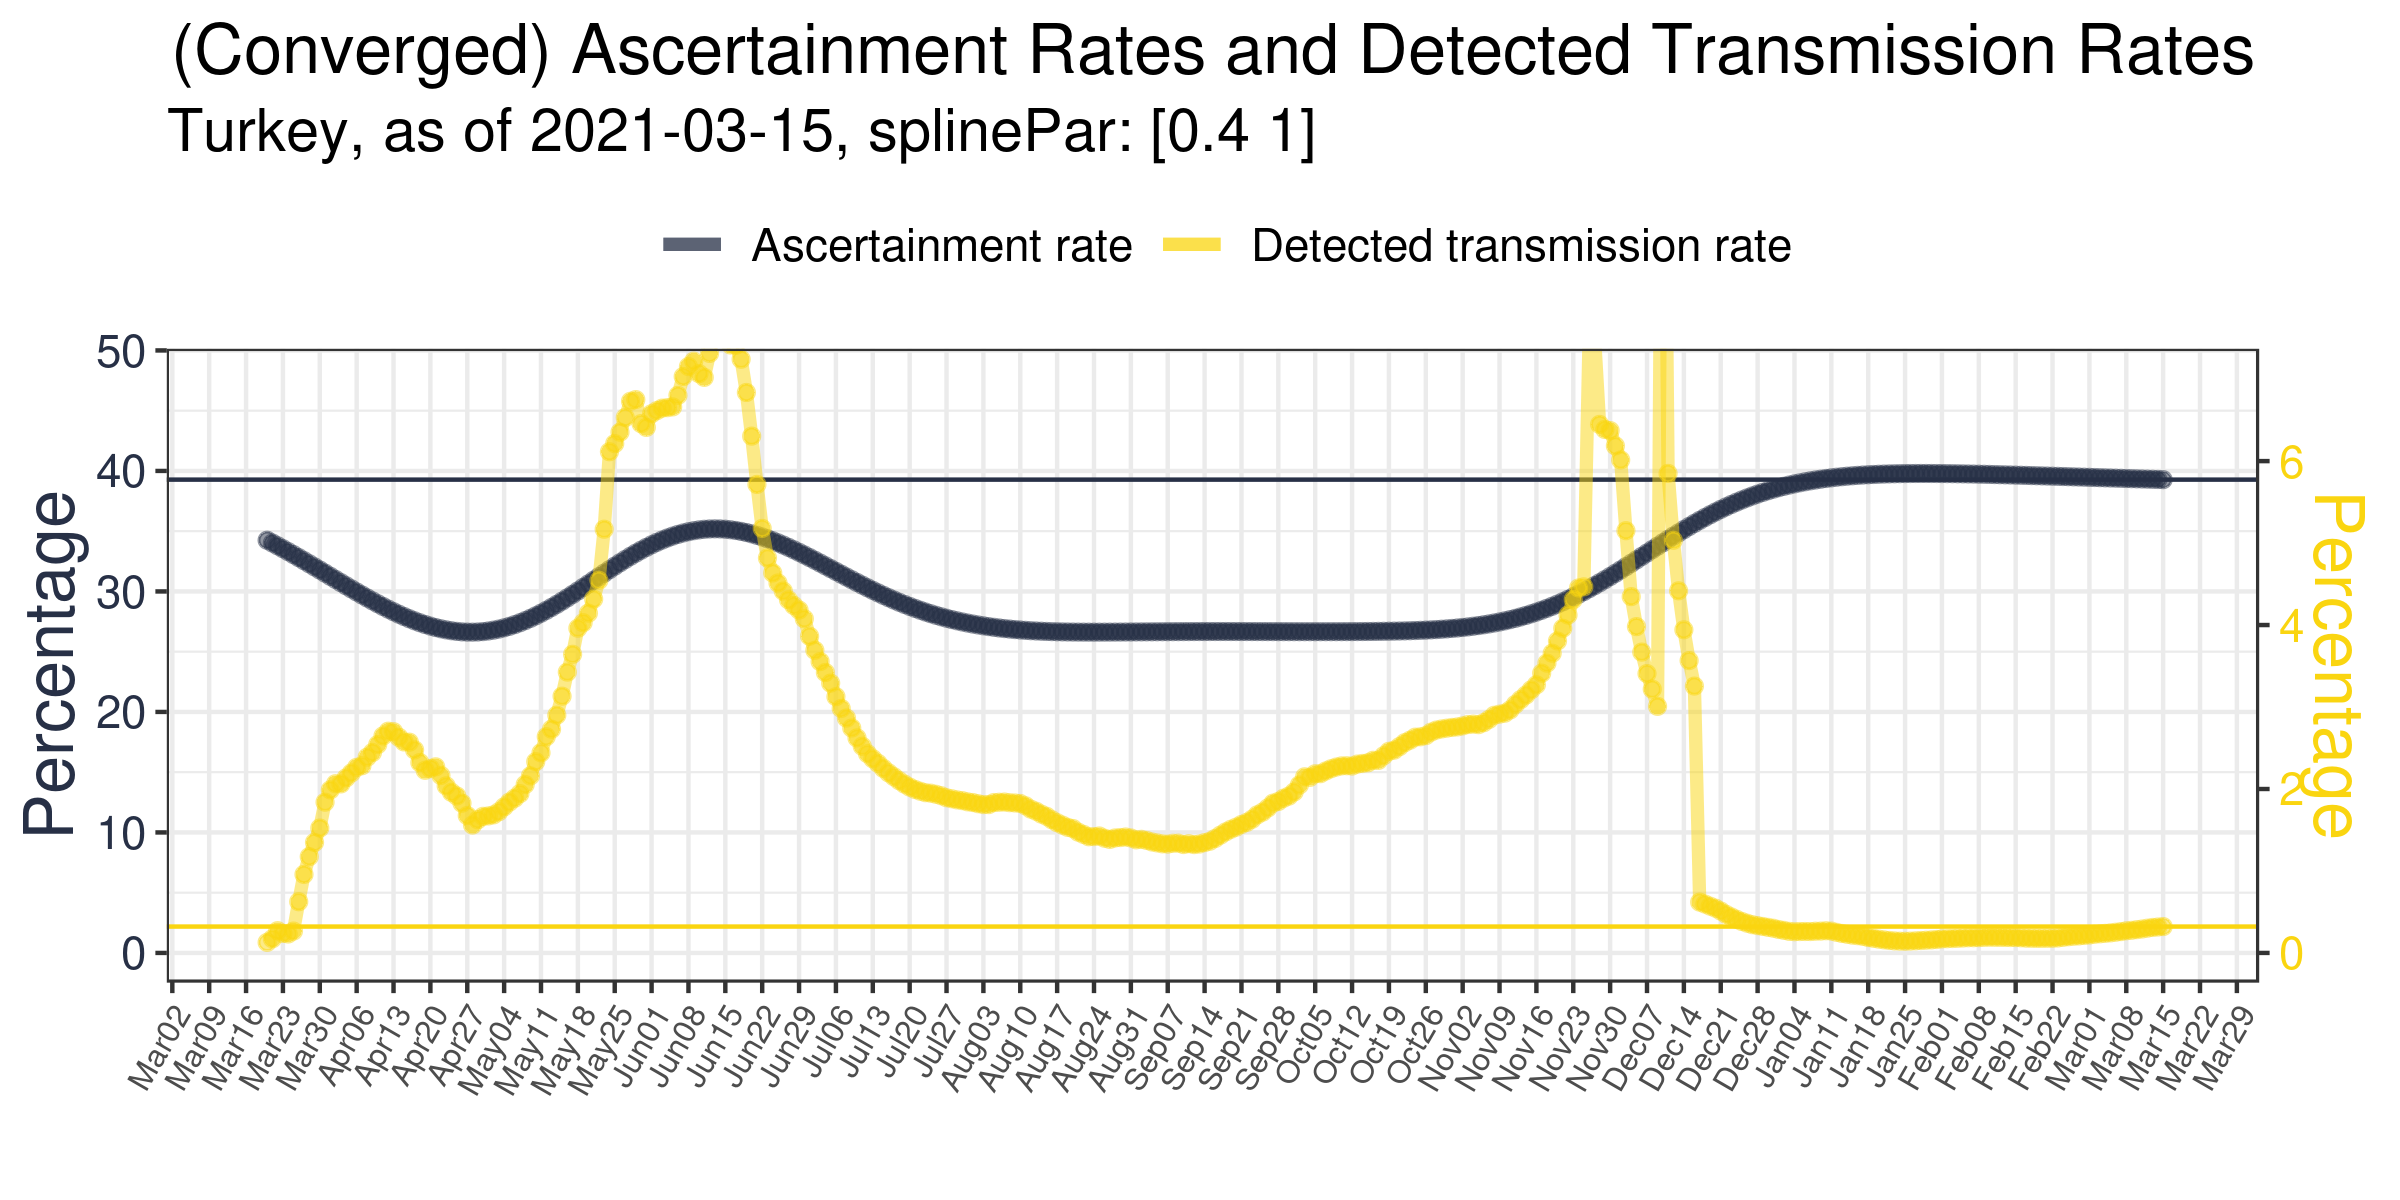 (Converged) Ascertainment Rates and Detected Transmission Rates
Turkey, as of 2021-03-15, splinePar: [0.4 1]
Ascertainment rate
Detected transmission rate
Percentage
50
40
30
20
10
0
6
4
2
0
Percentage
Mar02
Mar09
Mar16
Mar23
Mar30
Apr06
Apr13
Apr20
Apr27
May04
May11
May18
May25
Jun01
Jun08
Jun15
Jun22
Jun29
Jul06
Jul13
Jul20
Jul27
Aug03
Aug10
Aug17
Aug24
Aug31
Sep07
Sep14
Sep21
Sep28
Oct05
Oct12
Oct19
Oct26
Nov02
Nov09
Nov16
Nov23
Nov30
Dec07
Dec14
Dec21
Dec28
Jan04
Jan11
Jan18
Jan25
Feb01
Feb08
Feb15
Feb22
Mar01
Mar08
Mar15
Mar22
Mar29